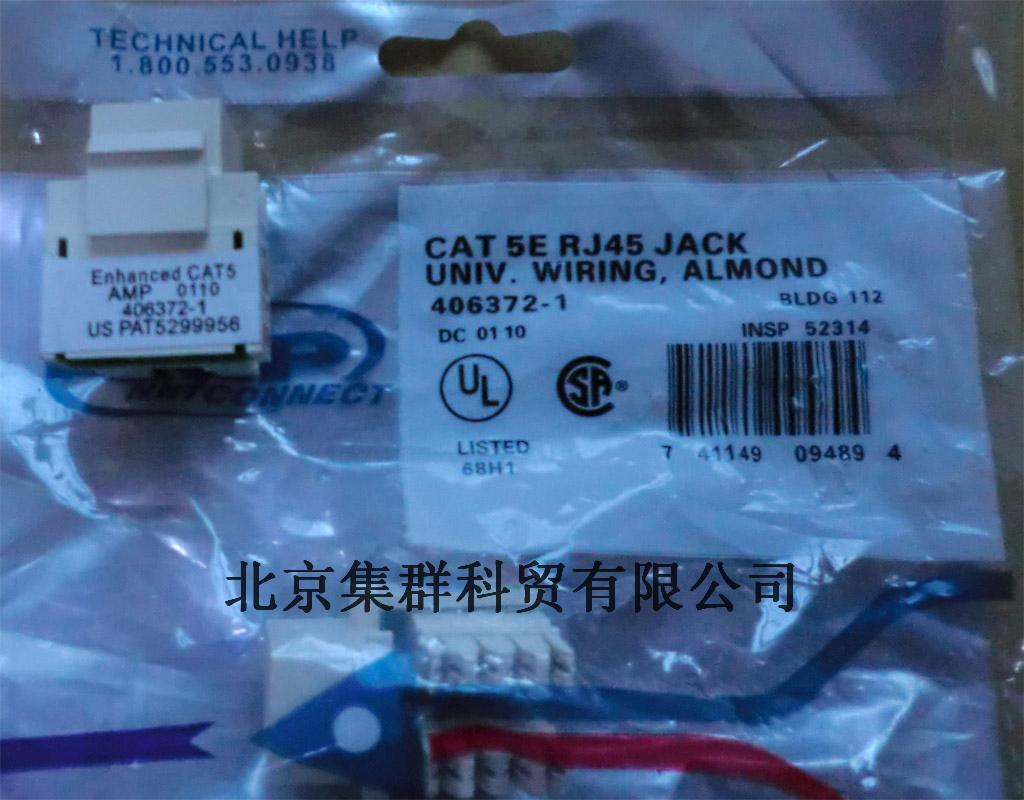 TECHNICAL HELP
1.800.553.0938
Enhanced CAT5
AMP 0110
406372-1
US PAT5299956
NETCONNECT
CAT 5E RJ45 JACK
UNIV. WIRING, ALMOND
406372-1 BLDG 112
DC 0110 INSP 52314
UL
SA®
LISTED
68H1
7 41149 09489 4
北京集群科贸有限公司